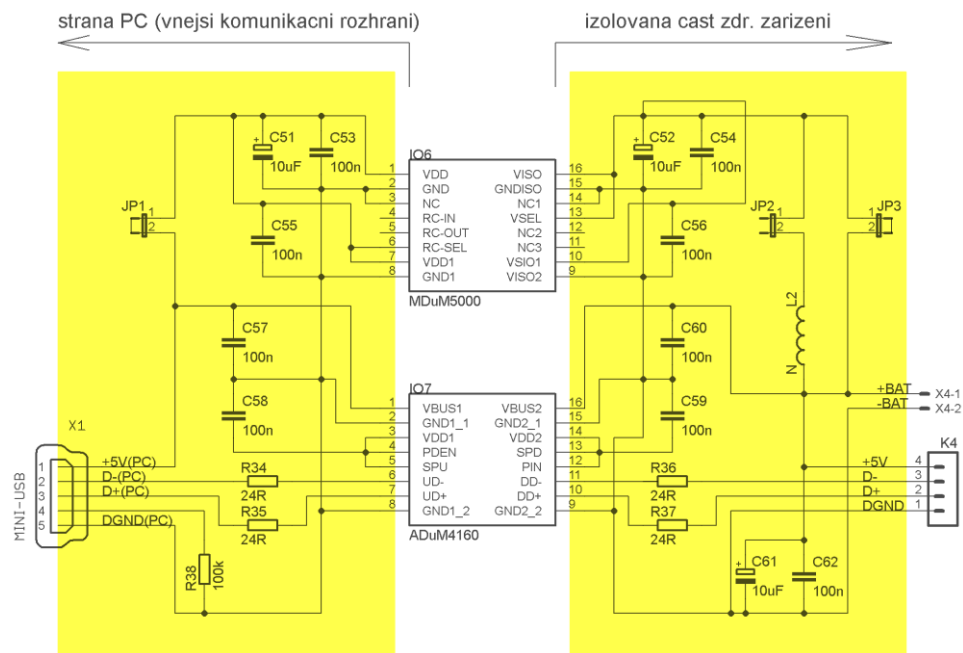 strana PC (vnejsi komunikacni rozhrani)
izolovana cast zdr. zarizeni
C51
10uF
C53
100n
C52
10uF
C54
100n
IO6
1 VDD VISO 16
2 GND GNDISO 15
3 NC NC1 14
4 RC-IN VSEL 13
5 RC-OUT NC2 12
6 RC-SEL NC3 11
7 VDD1 VSIO1 10
8 GND1 VISO2 9
MDuM5000
JP1
1
2
C55
100n
C56
100n
JP2
1
2
JP3
1
2
L2
N
C57
100n
C58
100n
C60
100n
C59
100n
IO7
1 VBUS1 VBUS2 16
2 GND1_1 GND2_1 15
3 VDD1 VDD2 14
4 PDEN SPD 13
5 SPU PIN 12
6 UD- DD- 11
7 UD+ DD+ 10
8 GND1_2 GND2_2 9
ADuM4160
+BAT X4-1
-BAT X4-2
X1
MINI-USB
1 +5V(PC)
2 D-(PC)
3 D+(PC)
4
5 DGND(PC)
R34
24R
R35
24R
R38
100k
R36
24R
R37
24R
K4
+5V 4
D- 3
D+ 2
DGND 1
C61
10uF
C62
100n